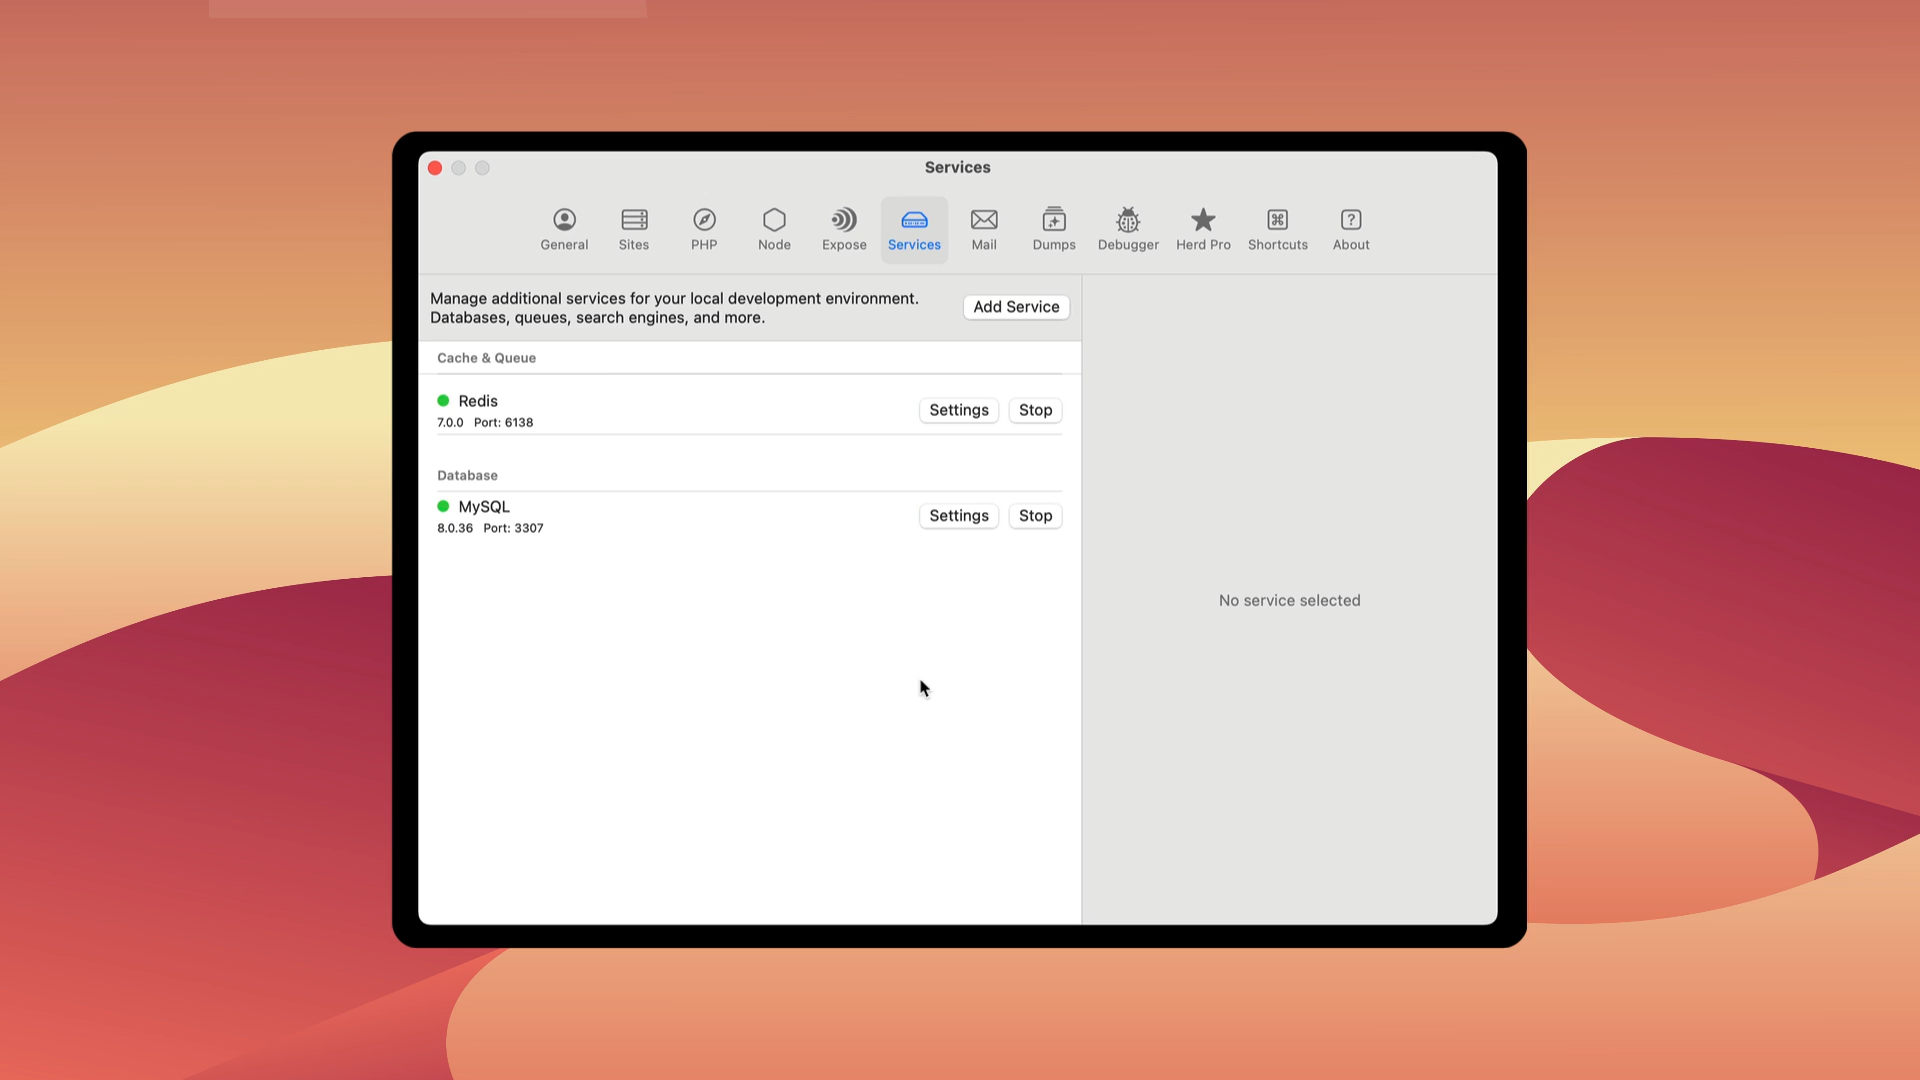 Services
General Sites PHP Node Expose Services Mail Dumps Debugger Herd Pro Shortcuts About
Manage additional services for your local development environment.
Databases, queues, search engines, and more.
Add Service
Cache & Queue
Redis
7.0.0 Port: 6138
Settings Stop
Database
MySQL
8.0.36 Port: 3307
Settings Stop
No service selected